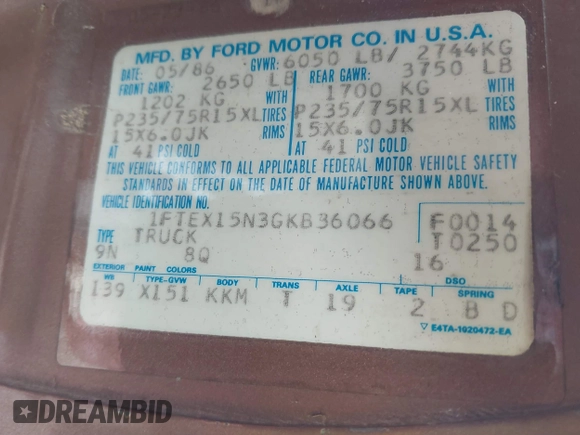 MFD. BY FORD MOTOR CO. IN U.S.A.
DATE: 05/86 GVWR: 6050 LB/ 2744KG
FRONT GAWR: 2650 LB REAR GAWR: 3750 LB
1202 KG WITH 1700 KG WITH
P235/75R15XL TIRES P235/75R15XL TIRES
15X6.0JK RIMS 15X6.0JK RIMS
AT 41 PSI COLD AT 41 PSI COLD
THIS VEHICLE CONFORMS TO ALL APPLICABLE FEDERAL MOTOR VEHICLE SAFETY
STANDARDS IN EFFECT ON THE DATE OF MANUFACTURE SHOWN ABOVE.
VEHICLE IDENTIFICATION NO.
1FTEX15N3GKB36066 F0014
TYPE TRUCK T0250
9N 8Q 16
EXTERIOR PAINT COLORS DSO
WB TYPE-GVW BODY TRANS AXLE TAPE SPRING
139 X151 KKM T 19 2 B D
▽ E4TA-1020472-EA
DREAMBID